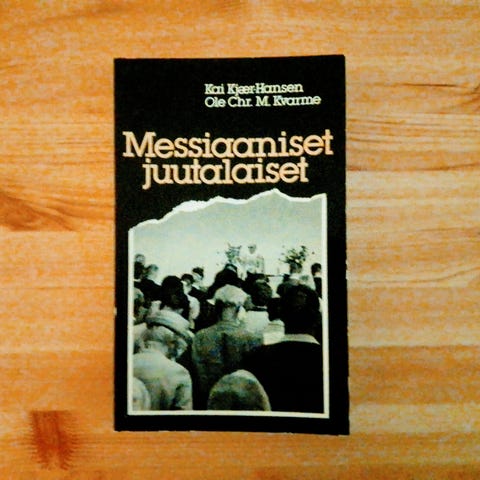 Kai Kjær-Hansen
Ole Chr. M. Kvarme
Messiaaniset
juutalaiset